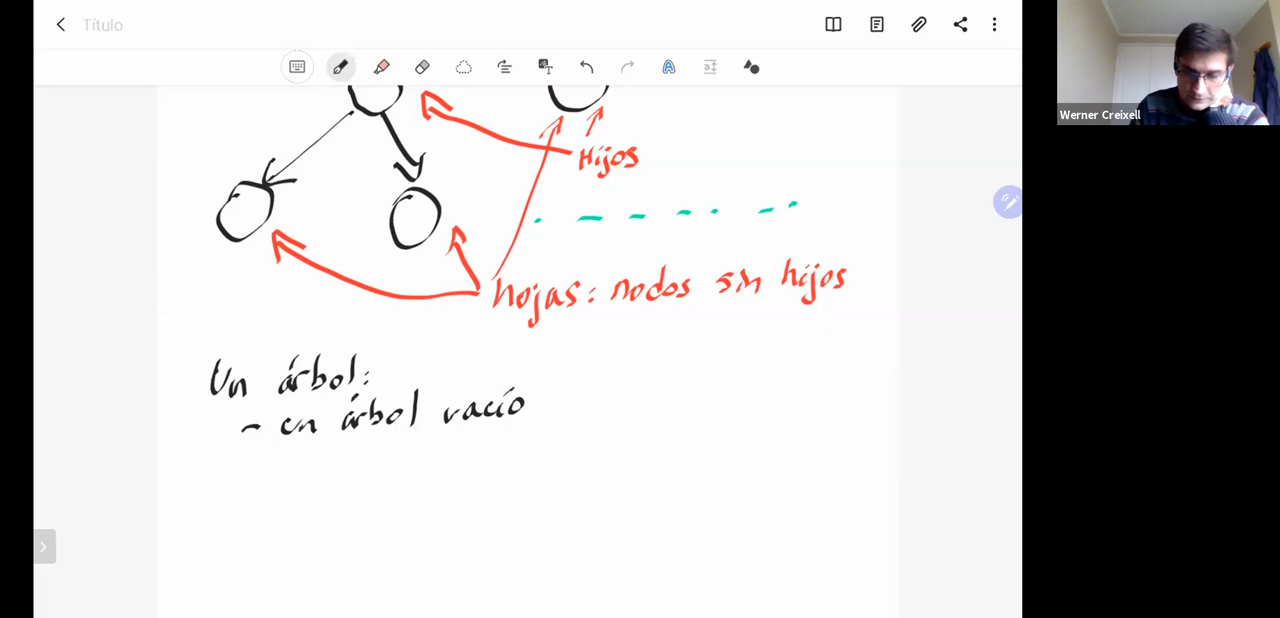 Título
Werner Creixell
Hijos
hojas: nodos sin hijos
Un árbol:
- un árbol vacío